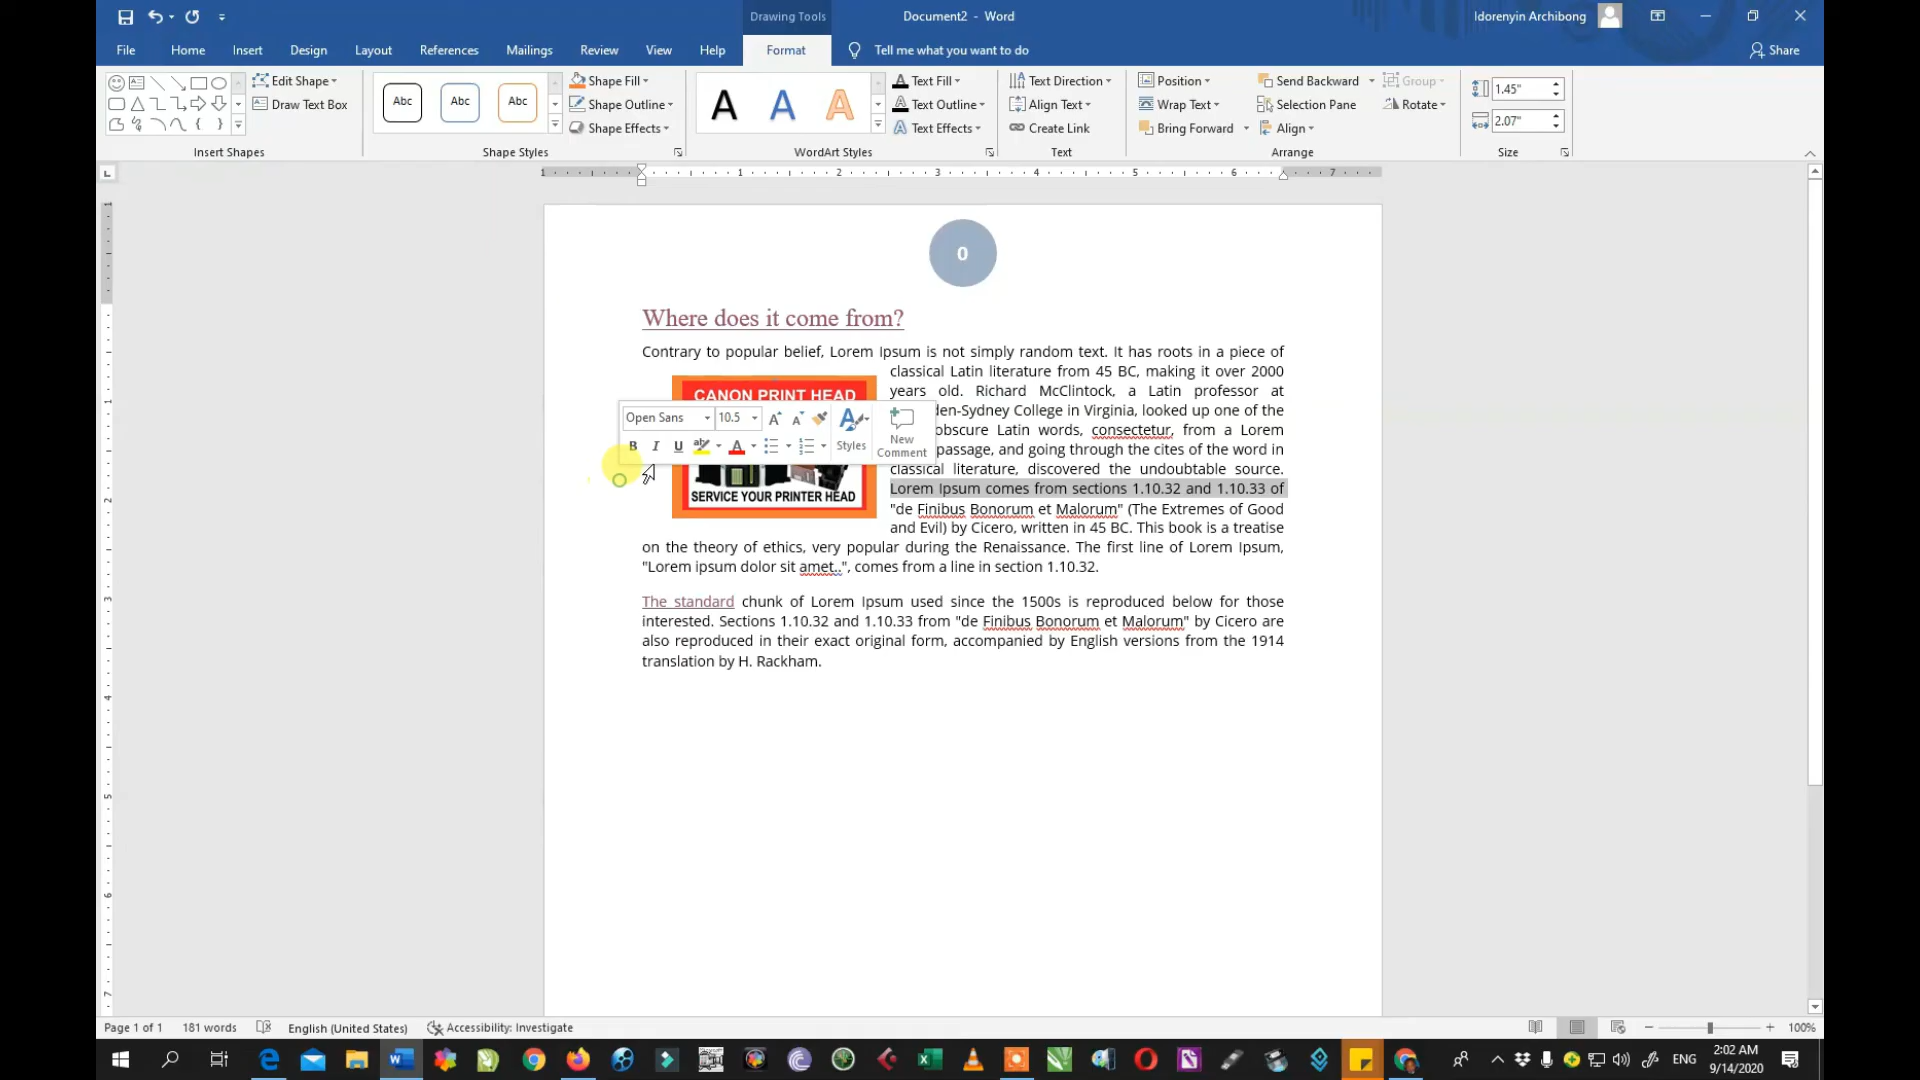 Drawing Tools
Document2 - Word
Idorenyin Archibong
File Home Insert Design Layout References Mailings Review View Help Format Tell me what you want to do Share
Edit Shape
Draw Text Box
Insert Shapes
Abc Abc Abc
Shape Fill
Shape Outline
Shape Effects
Shape Styles
A A A
Text Fill
Text Outline
Text Effects
WordArt Styles
Text Direction
Align Text
Create Link
Text
Position
Wrap Text
Bring Forward
Send Backward
Selection Pane
Align
Group
Rotate
Arrange
1.45"
2.07"
Size
1 1 2 3 4 5 6 7
0
Where does it come from?
Contrary to popular belief, Lorem Ipsum is not simply random text. It has roots in a piece of
classical Latin literature from 45 BC, making it over 2000
years old. Richard McClintock, a Latin professor at
den-Sydney College in Virginia, looked up one of the
obscure Latin words, consectetur, from a Lorem
passage, and going through the cites of the word in
classical literature, discovered the undoubtable source.
Lorem Ipsum comes from sections 1.10.32 and 1.10.33 of
"de Finibus Bonorum et Malorum" (The Extremes of Good
and Evil) by Cicero, written in 45 BC. This book is a treatise
on the theory of ethics, very popular during the Renaissance. The first line of Lorem Ipsum,
"Lorem ipsum dolor sit amet..", comes from a line in section 1.10.32.
CANON PRINT HEAD
SERVICE YOUR PRINTER HEAD
Open Sans 10.5
B I U
Styles
New
Comment
The standard chunk of Lorem Ipsum used since the 1500s is reproduced below for those
interested. Sections 1.10.32 and 1.10.33 from "de Finibus Bonorum et Malorum" by Cicero are
also reproduced in their exact original form, accompanied by English versions from the 1914
translation by H. Rackham.
Page 1 of 1 181 words English (United States) Accessibility: Investigate 100%
ENG
2:02 AM
9/14/2020